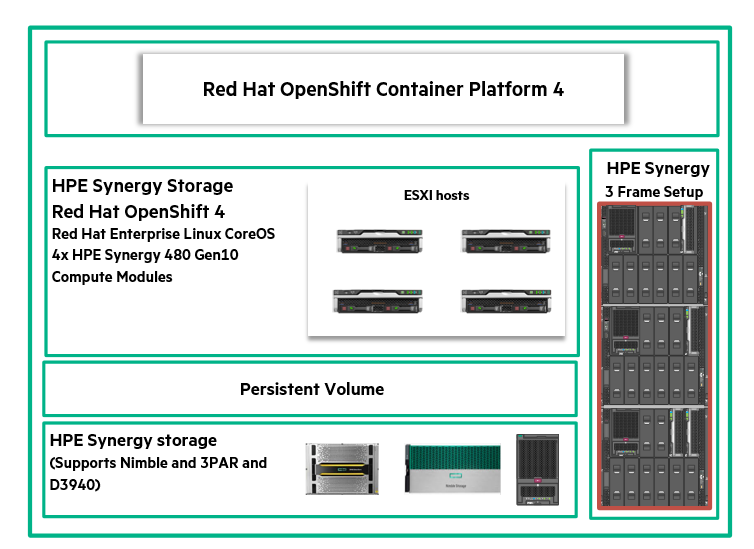 Red Hat OpenShift Container Platform 4
HPE Synergy Storage
Red Hat OpenShift 4
Red Hat Enterprise Linux CoreOS
4x HPE Synergy 480 Gen10
Compute Modules
ESXI hosts
HPE Synergy
3 Frame Setup
Persistent Volume
HPE Synergy storage
(Supports Nimble and 3PAR and
D3940)